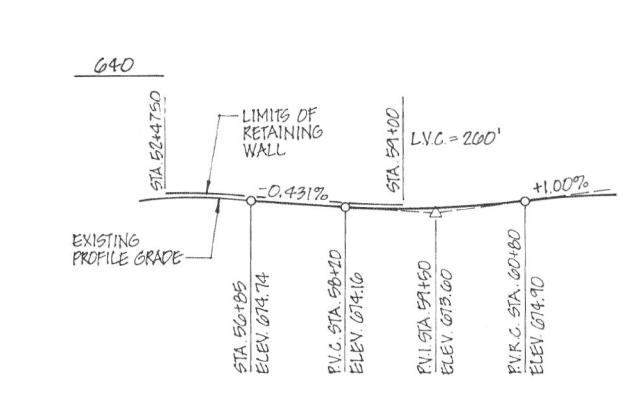 640
STA. 52+47.50
LIMITS OF
RETAINING
WALL
STA. 59+00
L.V.C. = 260'
-0.431%
+1.00%
EXISTING
PROFILE GRADE
STA. 56+85
ELEV. 674.74
P.V.C. STA. 58+20
ELEV. 674.16
P.V.I. STA. 59+50
ELEV. 673.60
P.V.R.C. STA. 60+80
ELEV. 674.90